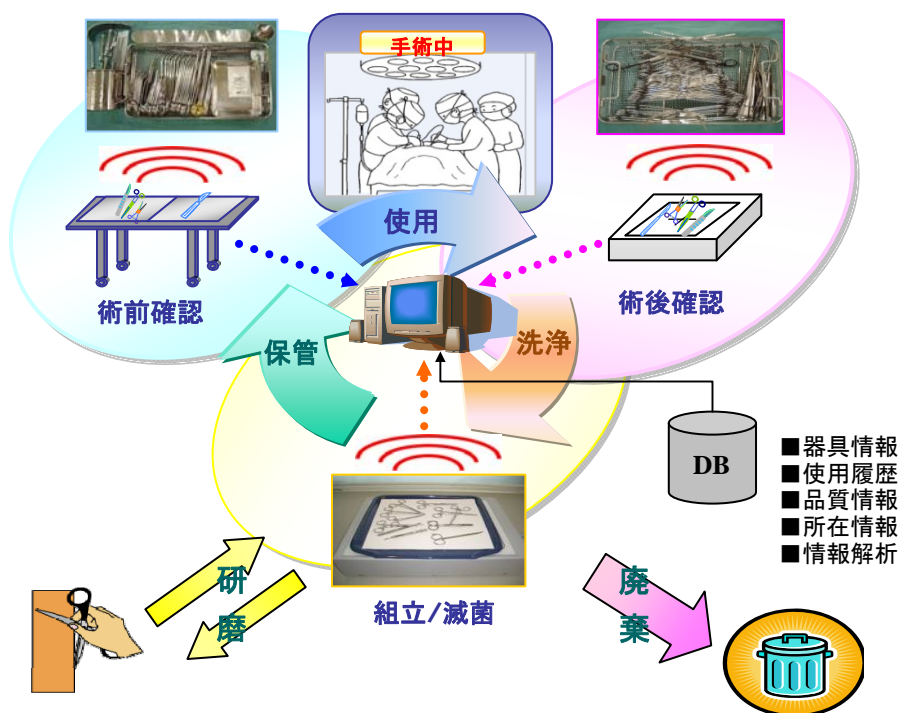 手術中
使用
術前確認
術後確認
保管
洗浄
DB
■器具情報
■使用履歴
■品質情報
■所在情報
■情報解析
研
磨
組立/滅菌
廃
棄